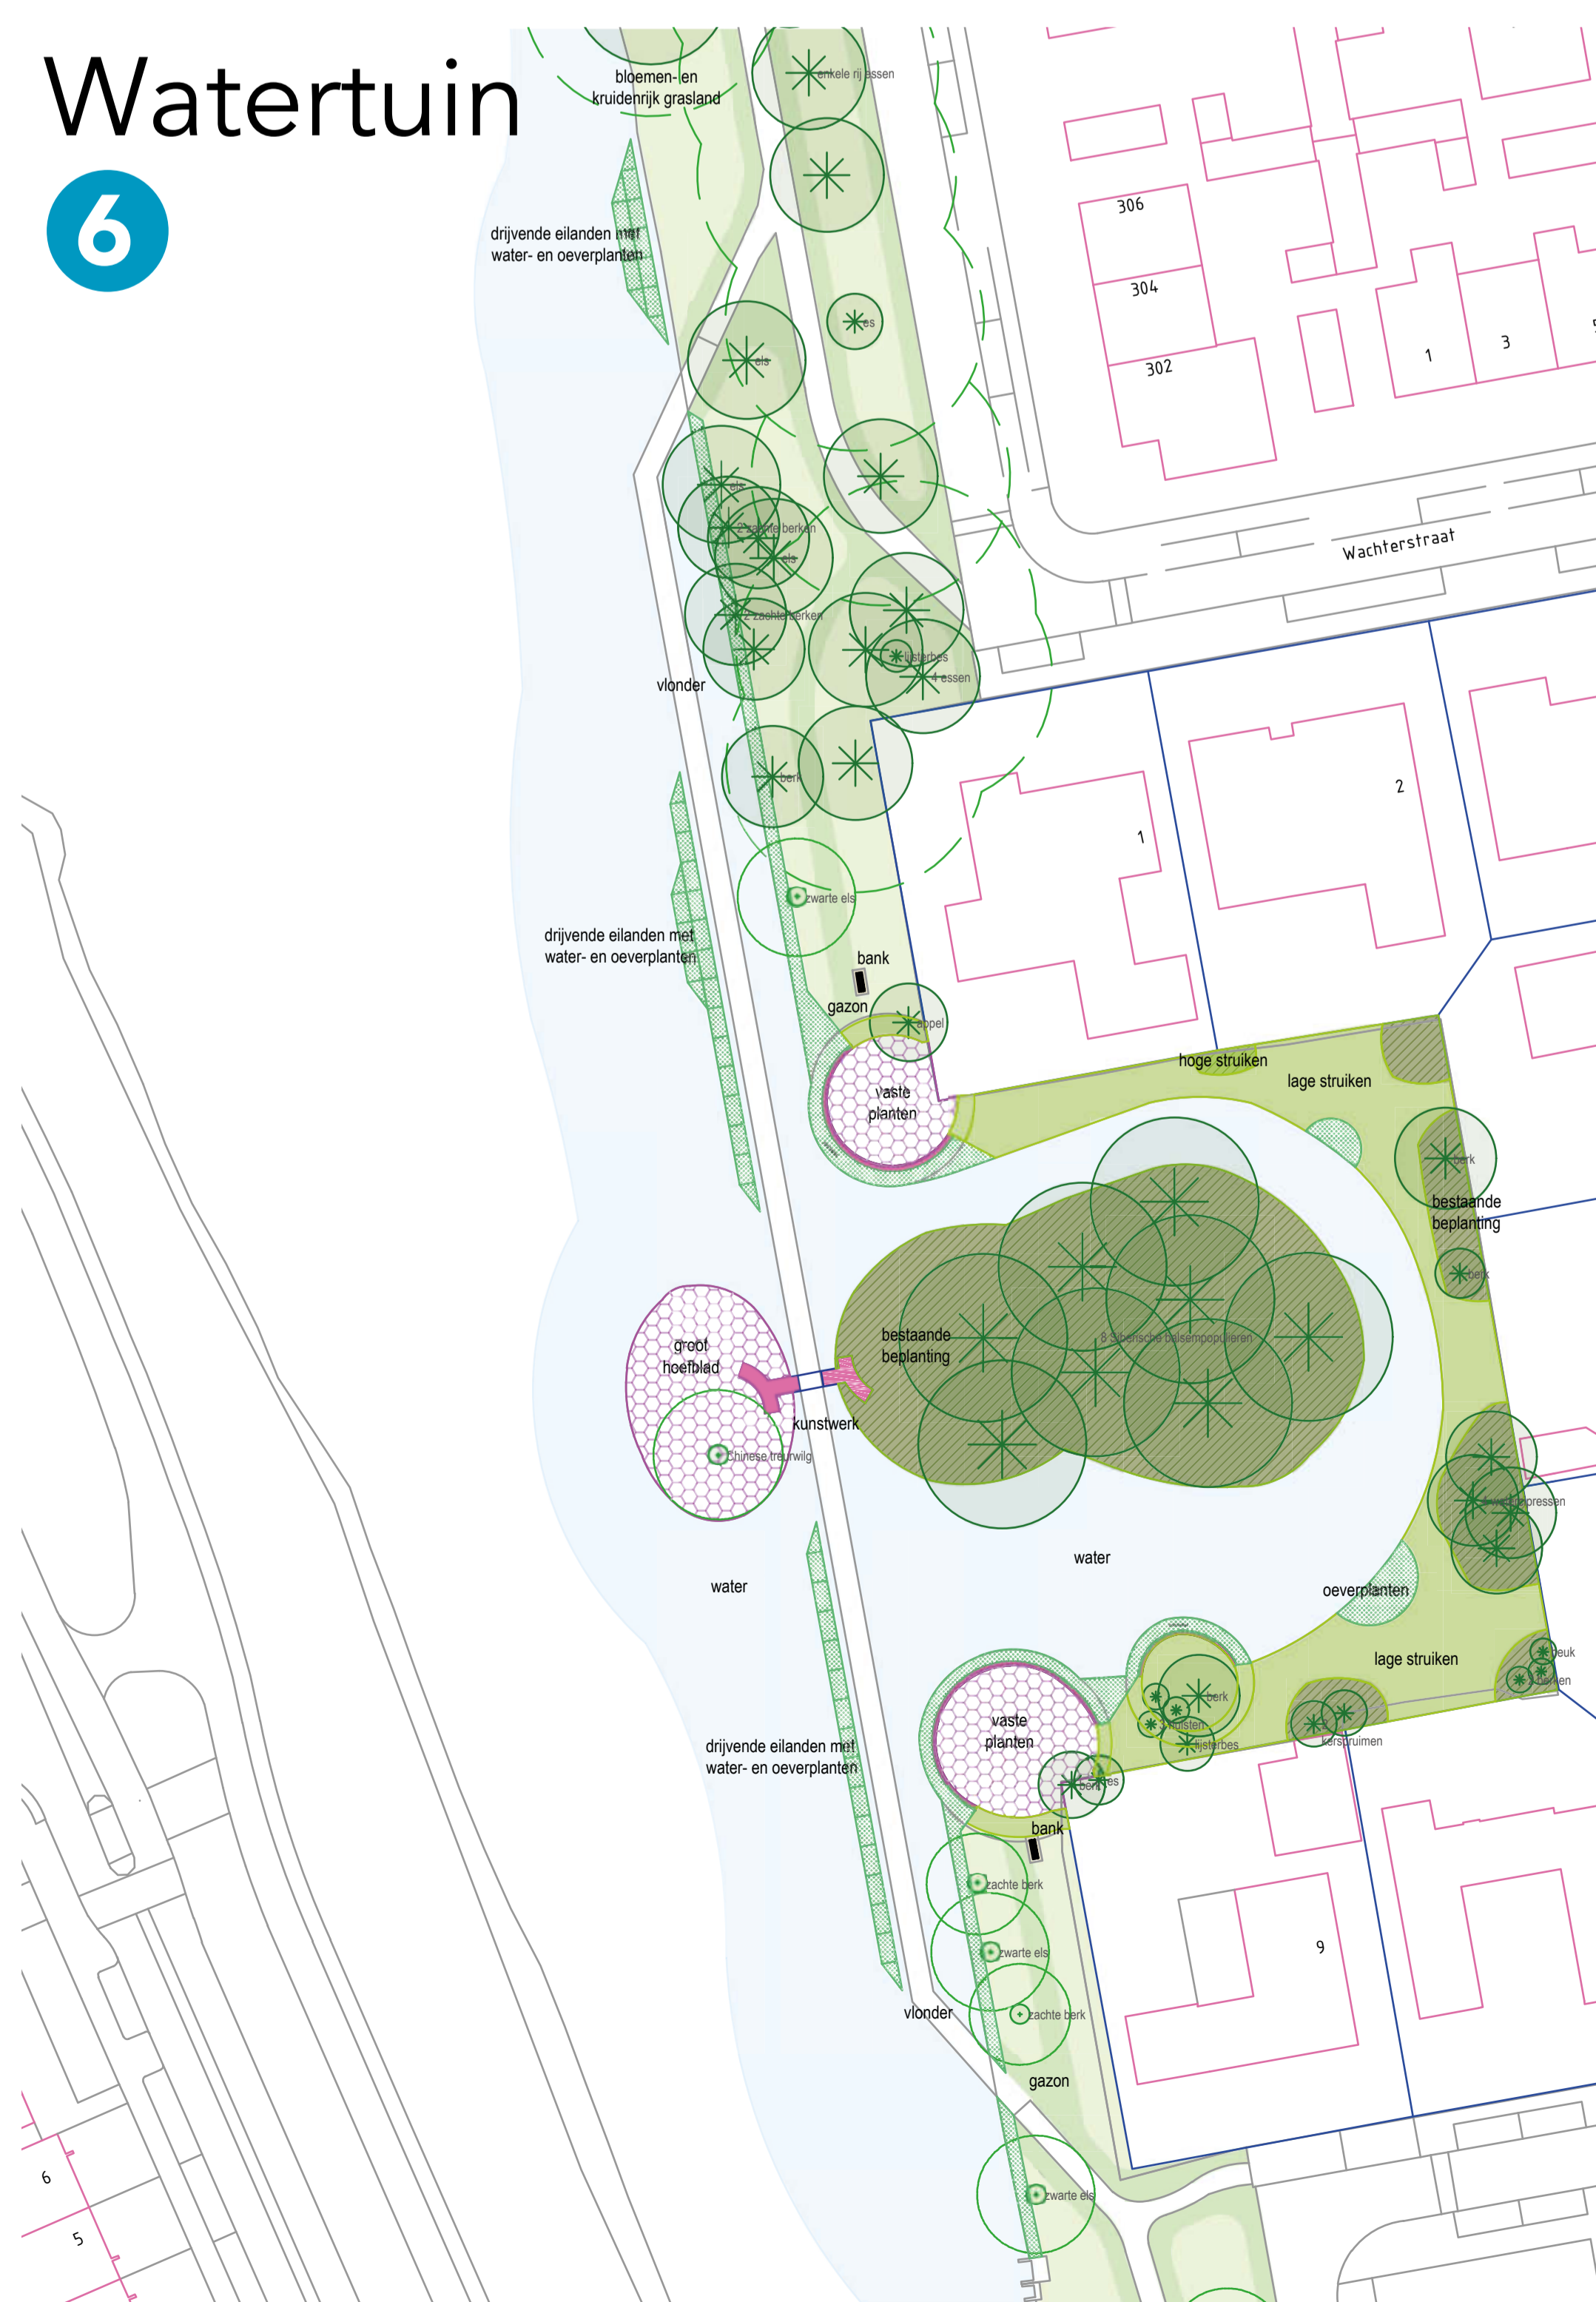 Watertuin
6
bloemen- en
kruidenrijk grasland
enkele rij essen
drijvende eilanden met
water- en oeverplanten
306
304
302
1
3
es
els
els
2 zachte berken
els
2 zachte berken
lijsterbes
4 essen
Wachterstraat
vlonder
berk
1
2
zwarte els
drijvende eilanden met
water- en oeverplanten
bank
gazon
appel
vaste
planten
hoge struiken
lage struiken
berk
bestaande
beplanting
berk
groot
hoefblad
bestaande
beplanting
8 Siberische balsempopulieren
kunstwerk
Chinese treurwilg
water
water
oeverplanten
lage struiken
berk
lijsterbes
kerspruimen
vaste
planten
drijvende eilanden met
water- en oeverplanten
berk
es
bank
zachte berk
zwarte els
zachte berk
vlonder
gazon
9
zwarte els
6
5